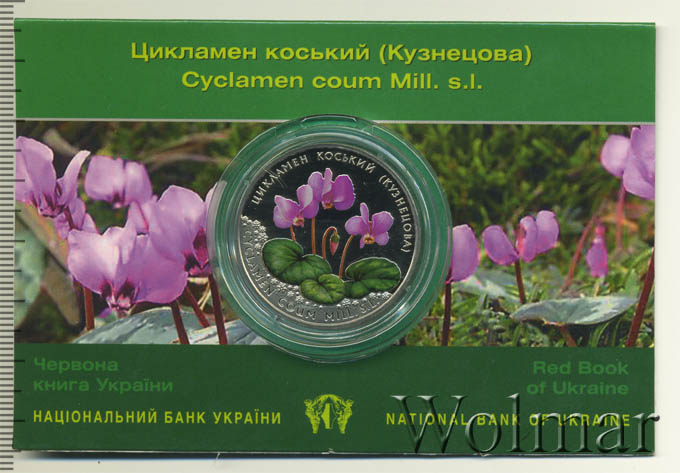 Цикламен коський (Кузнецова)
Cyclamen coum Mill. s.l.
ЦИКЛАМЕН КОСЬКИЙ (КУЗНЕЦОВА)
CYCLAMEN COUM MILL. S.L.
Червона
книга України
Red Book
of Ukraine
НАЦІОНАЛЬНИЙ БАНК УКРАЇНИ
NATIONAL BANK OF UKRAINE
Wolmar